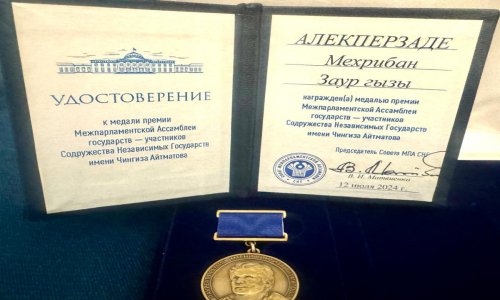 УДОСТОВЕРЕНИЕ
к медали премии
Межпарламентской Ассамблеи
государств — участников
Содружества Независимых Государств
имени Чингиза Айтматова
АЛЕКПЕРЗАДЕ
Мехрибан
Заур гызы
награжден(а) медалью премии
Межпарламентской Ассамблеи
государств — участников
Содружества Независимых Государств
имени Чингиза Айтматова
Председатель Совета МПА СНГ
В. И. Матвиенко
12 июля 2024 г.